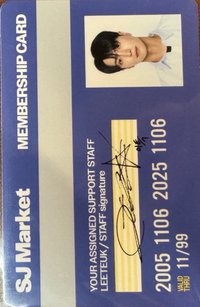 SJ Market
MEMBERSHIP CARD
YOUR ASSIGNED SUPPORT STAFF
LEETEUK / STAFF signature
2005 1106 2025 1106
VALID
THRU 11/99